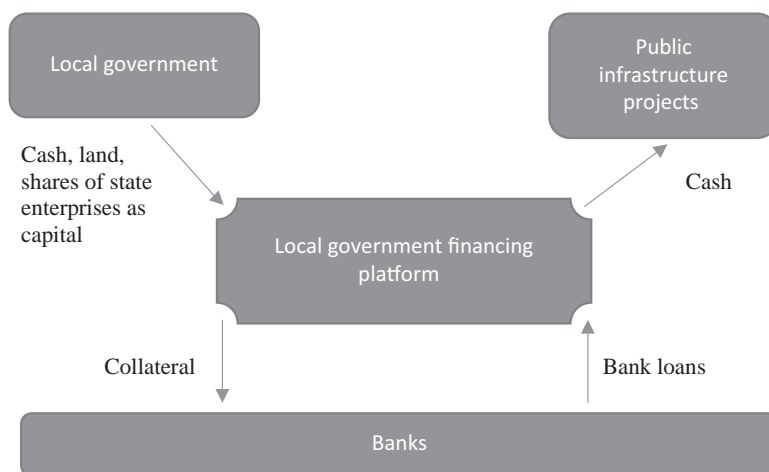 Local government
Public
infrastructure
projects
Cash, land,
shares of state
enterprises as
capital
Cash
Local government financing
platform
Collateral
Bank loans
Banks